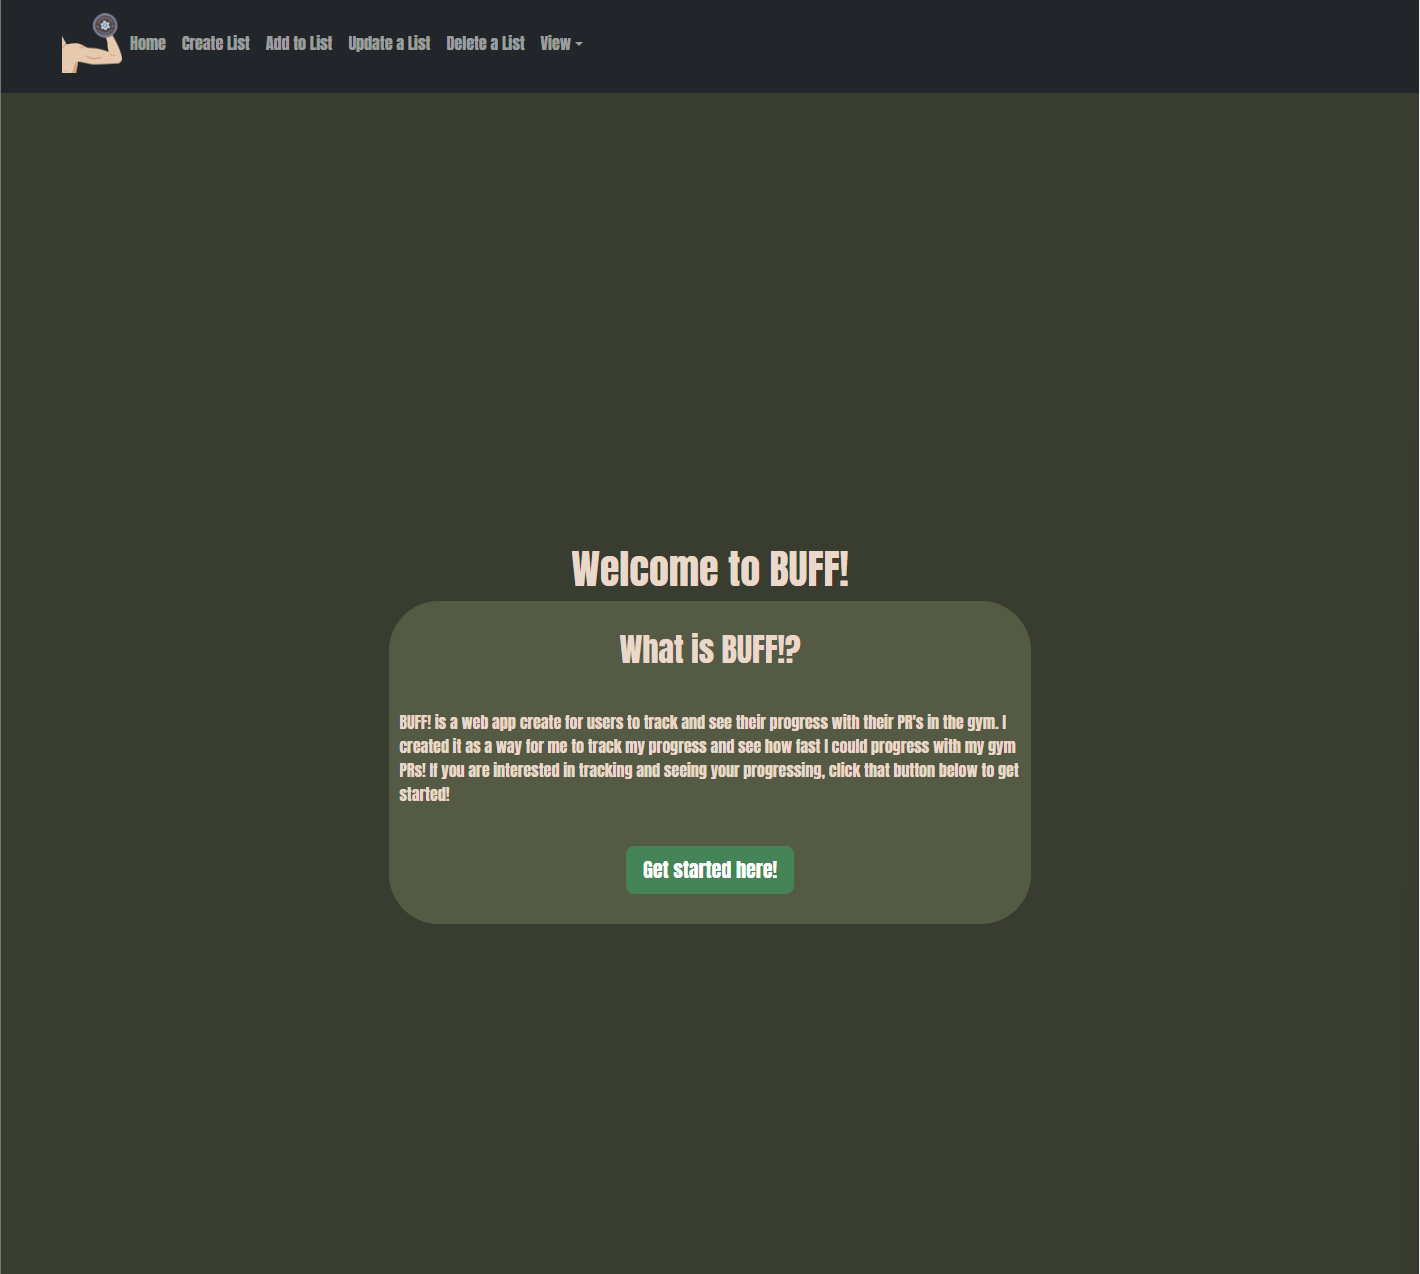 Home Create List Add to List Update a List Delete a List View
Welcome to BUFF!
What is BUFF!?
BUFF! is a web app create for users to track and see their progress with their PR's in the gym. I
created it as a way for me to track my progress and see how fast I could progress with my gym
PRs! If you are interested in tracking and seeing your progressing, click that button below to get
started!
Get started here!